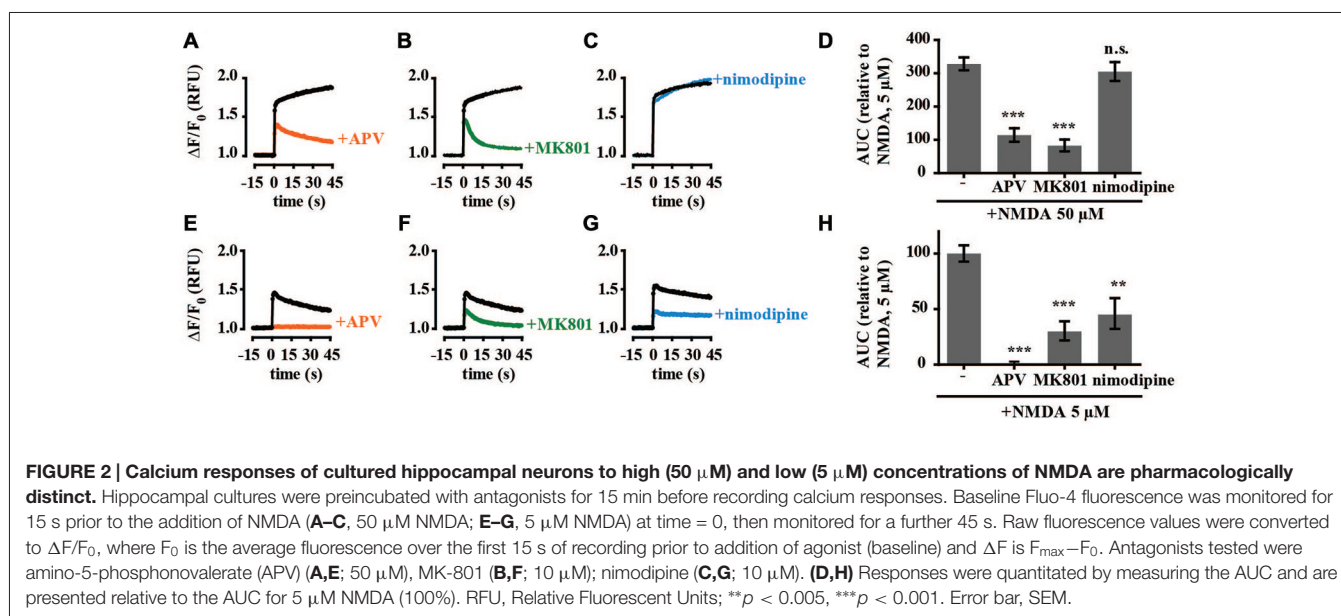 A
B
C
D
ΔF/F0 (RFU)
2.0
1.5
1.0
+APV
-15 0 15 30 45
time (s)
+MK801
-15 0 15 30 45
time (s)
2.0
1.5
1.0
+nimodipine
-15 0 15 30 45
time (s)
AUC (relative to
NMDA, 5 µM)
400
300
200
100
0
***
***
n.s.
- APV MK801 nimodipine
+NMDA 50 µM
E
F
G
H
ΔF/F0 (RFU)
2.0
1.5
1.0
+APV
-15 0 15 30 45
time (s)
2.0
1.5
1.0
+MK801
-15 0 15 30 45
time (s)
2.0
1.5
1.0
+nimodipine
-15 0 15 30 45
time (s)
AUC (relative to
NMDA, 5 µM)
100
50
0
***
***
**
- APV MK801 nimodipine
+NMDA 5 µM
FIGURE 2 | Calcium responses of cultured hippocampal neurons to high (50 µM) and low (5 µM) concentrations of NMDA are pharmacologically
distinct. Hippocampal cultures were preincubated with antagonists for 15 min before recording calcium responses. Baseline Fluo-4 fluorescence was monitored for
15 s prior to the addition of NMDA (A–C, 50 µM NMDA; E–G, 5 µM NMDA) at time = 0, then monitored for a further 45 s. Raw fluorescence values were converted
to ΔF/F0, where F0 is the average fluorescence over the first 15 s of recording prior to addition of agonist (baseline) and ΔF is Fmax−F0. Antagonists tested were
amino-5-phosphonovalerate (APV) (A,E; 50 µM), MK-801 (B,F; 10 µM); nimodipine (C,G; 10 µM). (D,H) Responses were quantitated by measuring the AUC and are
presented relative to the AUC for 5 µM NMDA (100%). RFU, Relative Fluorescent Units; **p < 0.005, ***p < 0.001. Error bar, SEM.